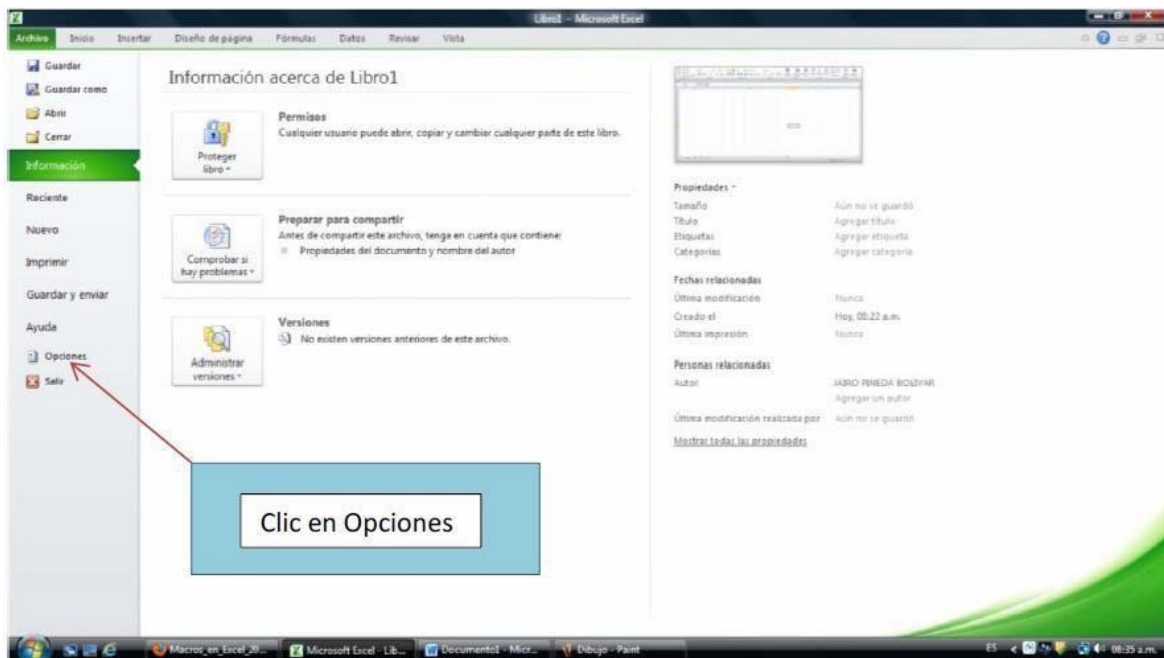 Libro1 - Microsoft Excel
Archivo Inicio Insertar Diseño de página Fórmulas Datos Revisar Vista
Guardar
Guardar como
Abrir
Cerrar
Información
Reciente
Nuevo
Imprimir
Guardar y enviar
Ayuda
Opciones
Salir
Información acerca de Libro1
Proteger
libro
Permisos
Cualquier usuario puede abrir, copiar y cambiar cualquier parte de este libro.
Comprobar si
hay problemas
Preparar para compartir
Antes de compartir este archivo, tenga en cuenta que contiene:
Propiedades del documento y nombre del autor
Administrar
versiones
Versiones
No existen versiones anteriores de este archivo.
Propiedades
Tamaño Aún no se guardó
Título Agregar título
Etiquetas Agregar etiqueta
Categorías Agregar categoría
Fechas relacionadas
Última modificación Nunca
Creado el Hoy, 08:22 a.m.
Última impresión Nunca
Personas relacionadas
Autor JAIRO PINEDA BOLIVAR
Agregar un autor
Última modificación realizada por Aún no se guardó
Mostrar todas las propiedades
Clic en Opciones
Macros_en_Excel_20... Microsoft Excel - Lib... Documento1 - Micr... Dibujo - Paint ES 08:35 a.m.